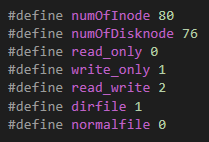 #define numOfInode 80
#define numOfDisknode 76
#define read_only 0
#define write_only 1
#define read_write 2
#define dirfile 1
#define normalfile 0